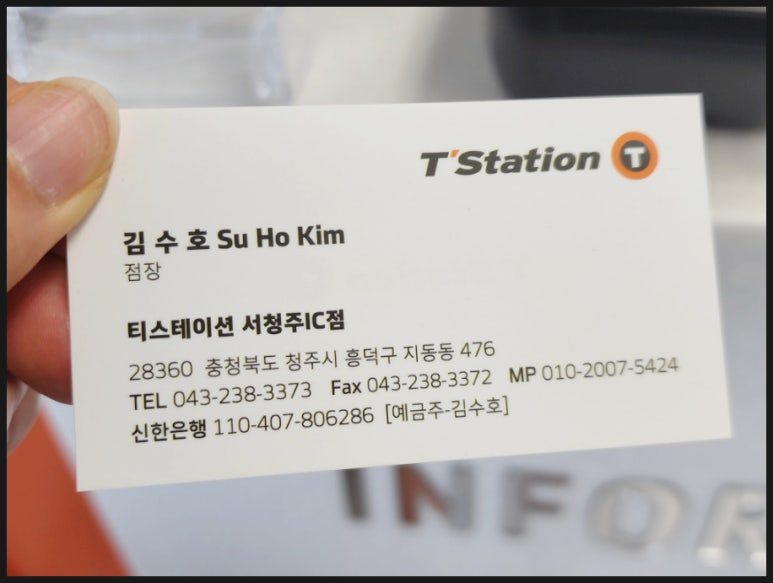 T'Station T
김 수 호 Su Ho Kim
점장
티스테이션 서청주IC점
28360 충청북도 청주시 흥덕구 지동동 476
TEL 043-238-3373 Fax 043-238-3372 MP 010-2007-5424
신한은행 110-407-806286 [예금주-김수호]
INFOR